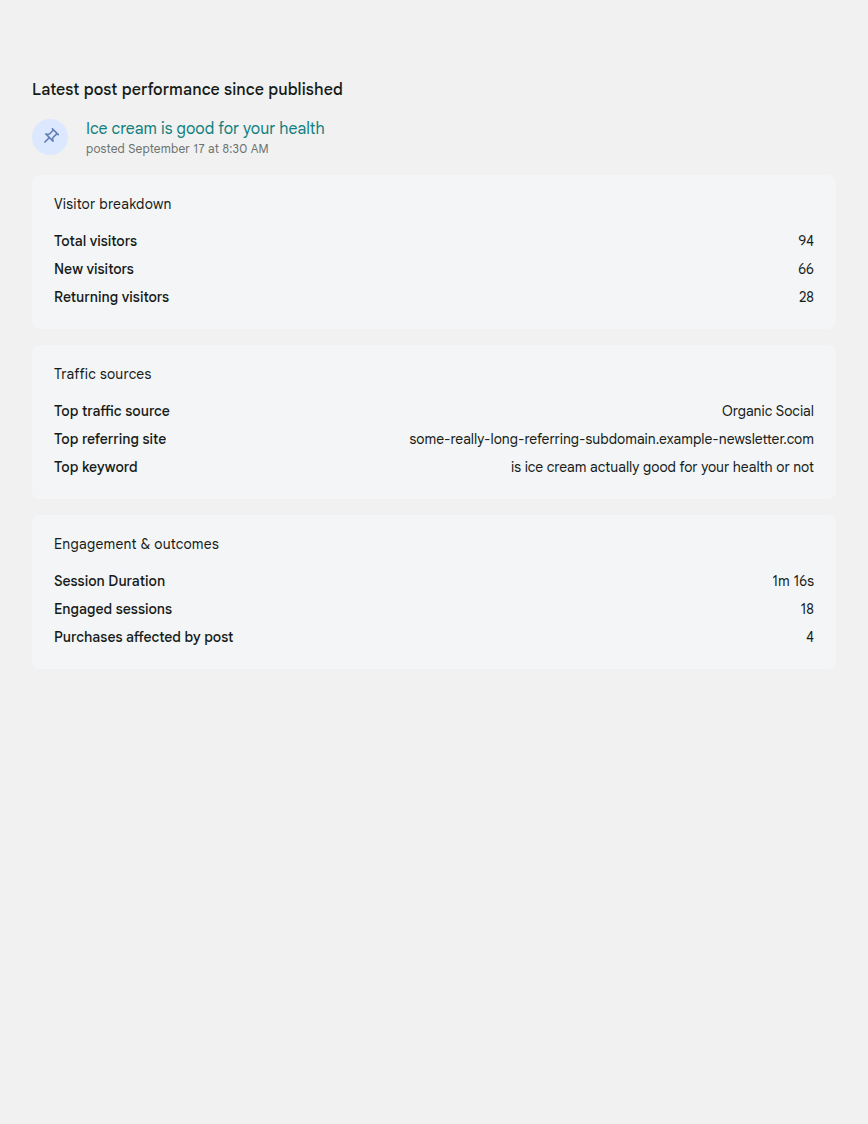 Latest post performance since published
Ice cream is good for your health
posted September 17 at 8:30 AM
Visitor breakdown
Total visitors 94
New visitors 66
Returning visitors 28
Traffic sources
Top traffic source Organic Social
Top referring site some-really-long-referring-subdomain.example-newsletter.com
Top keyword is ice cream actually good for your health or not
Engagement & outcomes
Session Duration 1m 16s
Engaged sessions 18
Purchases affected by post 4